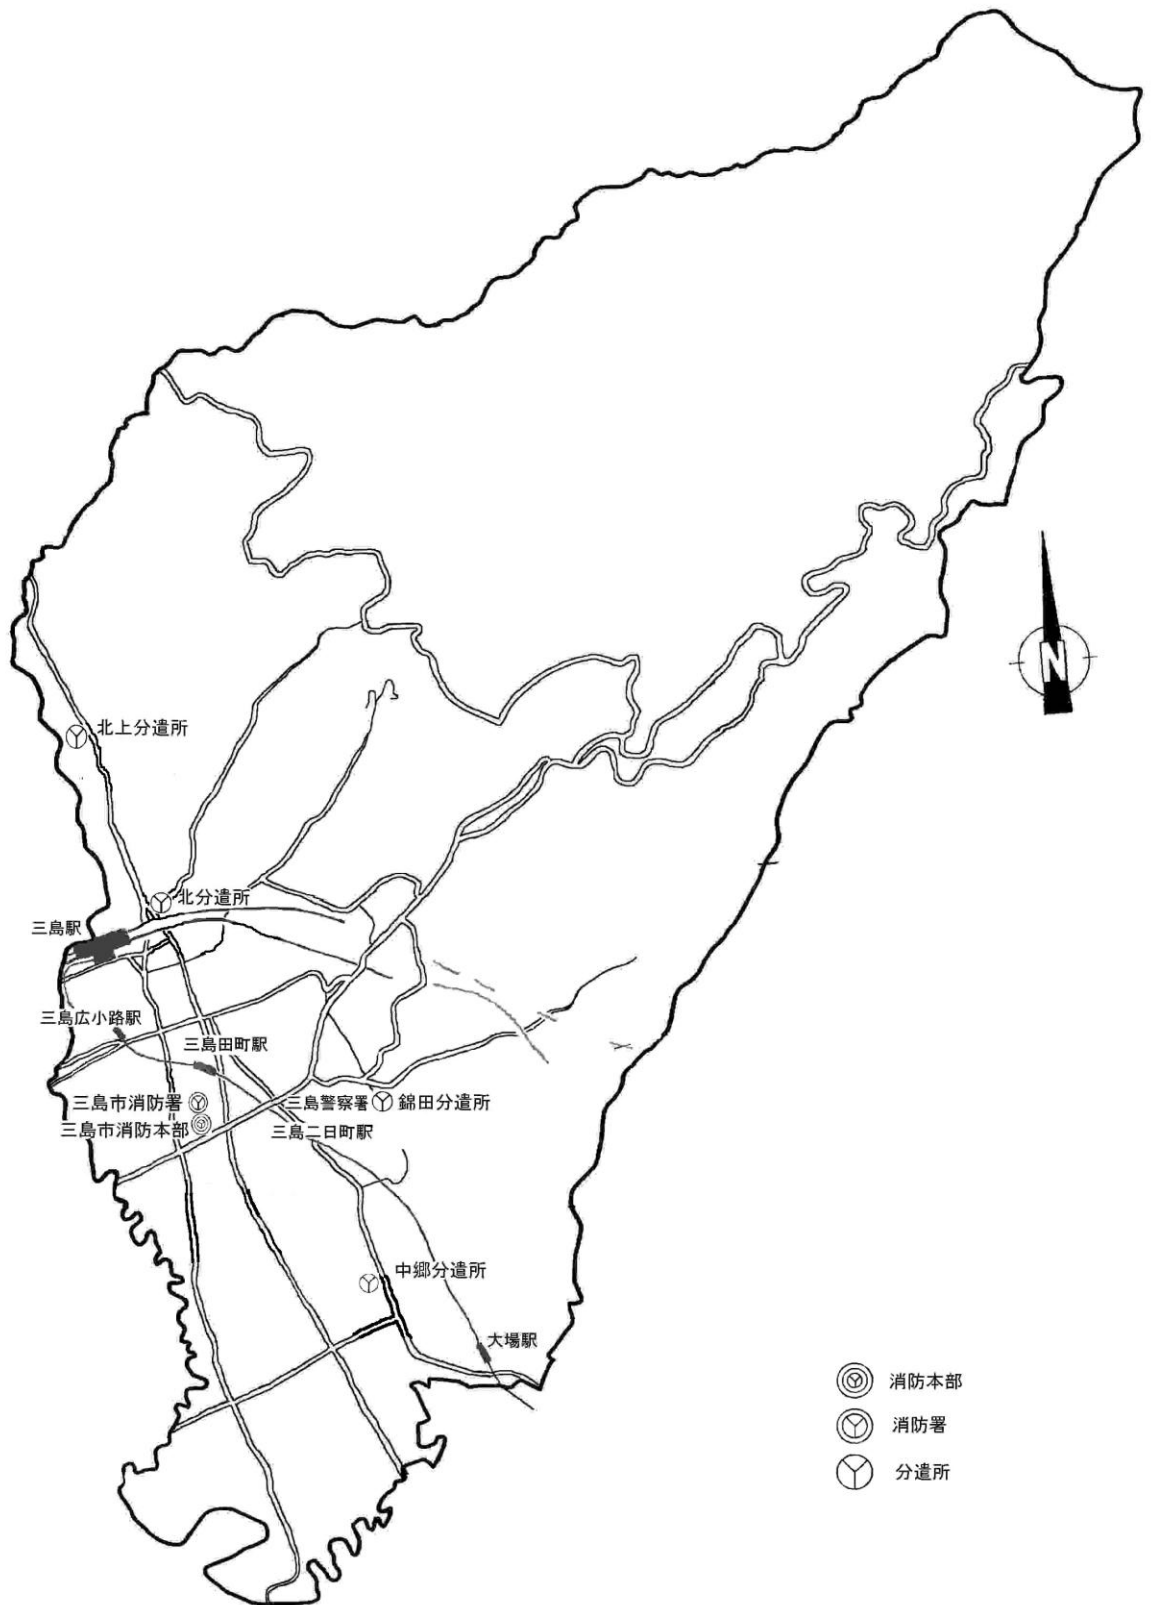 N
北上分遣所
北分遣所
三島駅
三島広小路駅
三島田町駅
三島市消防署
三島警察署
錦田分遣所
三島市消防本部
三島二日町駅
中郷分遣所
大場駅
消防本部
消防署
分遣所